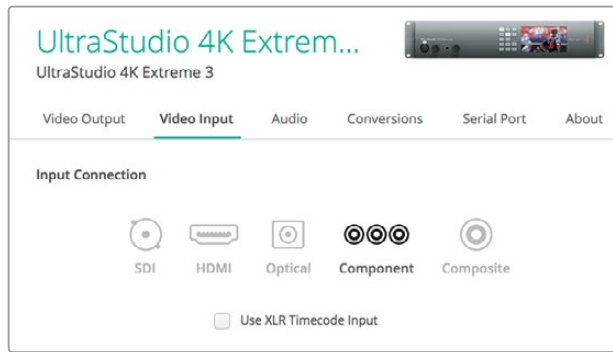 UltraStudio 4K Extrem...
UltraStudio 4K Extreme 3
Video Output Video Input Audio Conversions Serial Port About
Input Connection
SDI HDMI Optical Component Composite
Use XLR Timecode Input